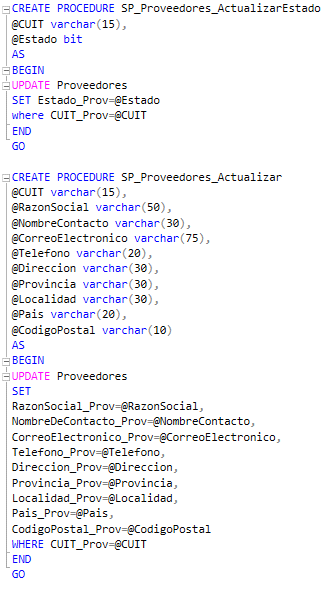 CREATE PROCEDURE SP_Proveedores_ActualizarEstado
@CUIT varchar(15),
@Estado bit
AS
BEGIN
UPDATE Proveedores
SET Estado_Prov=@Estado
where CUIT_Prov=@CUIT
END
GO

CREATE PROCEDURE SP_Proveedores_Actualizar
@CUIT varchar(15),
@RazonSocial varchar(50),
@NombreContacto varchar(30),
@CorreoElectronico varchar(75),
@Telefono varchar(20),
@Direccion varchar(30),
@Provincia varchar(30),
@Localidad varchar(30),
@Pais varchar(20),
@CodigoPostal varchar(10)
AS
BEGIN
UPDATE Proveedores
SET
RazonSocial_Prov=@RazonSocial,
NombreDeContacto_Prov=@NombreContacto,
CorreoElectronico_Prov=@CorreoElectronico,
Telefono_Prov=@Telefono,
Direccion_Prov=@Direccion,
Provincia_Prov=@Provincia,
Localidad_Prov=@Localidad,
Pais_Prov=@Pais,
CodigoPostal_Prov=@CodigoPostal
WHERE CUIT_Prov=@CUIT
END
GO